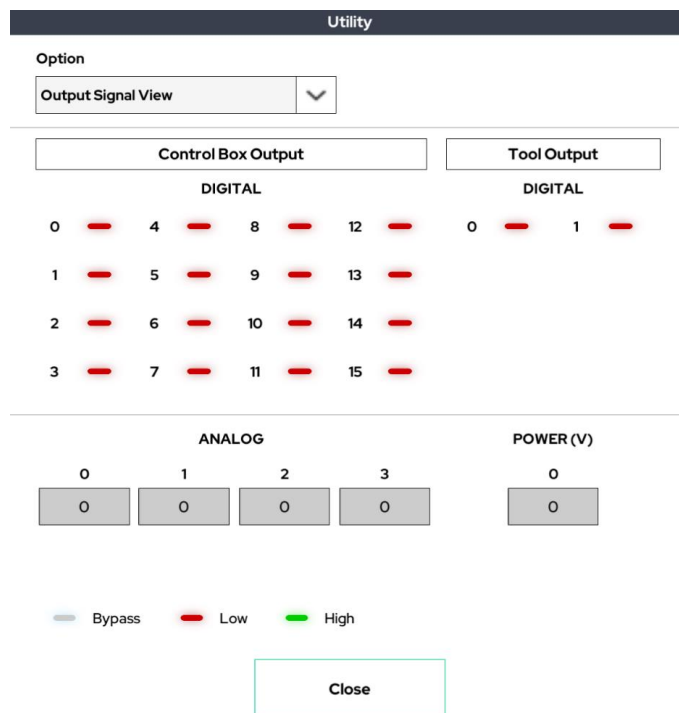 Utility
Option
Output Signal View
Control Box Output Tool Output
DIGITAL DIGITAL
0 4 8 12 0 1
1 5 9 13
2 6 10 14
3 7 11 15
ANALOG POWER (V)
0 1 2 3 0
0 0 0 0 0
Bypass Low High
Close